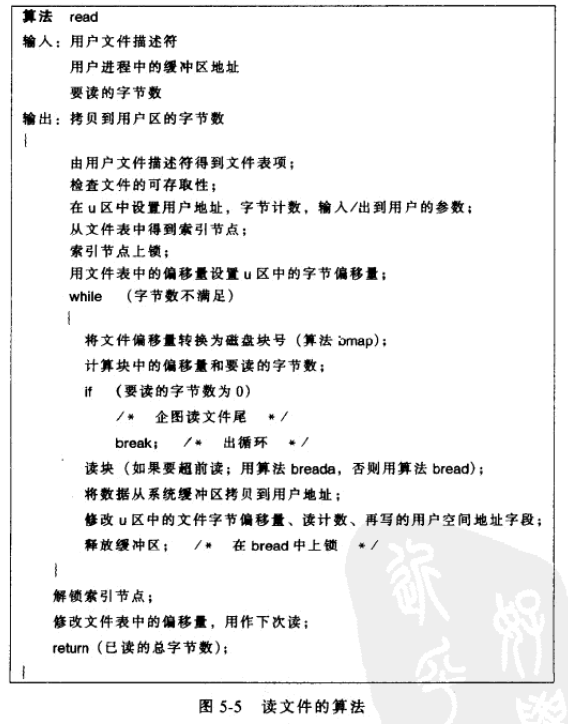 算法 read
输入：用户文件描述符
用户进程中的缓冲区地址
要读的字节数
输出：拷贝到用户区的字节数
{
由用户文件描述符得到文件表项；
检查文件的可存取性；
在 u 区中设置用户地址，字节计数，输入/出到用户的参数；
从文件表中得到索引节点；
索引节点上锁；
用文件表中的偏移量设置 u 区中的字节偏移量；
while （字节数不满足）
{
将文件偏移量转换为磁盘块号（算法 bmap）；
计算块中的偏移量和要读的字节数；
if （要读的字节数为 0）
/* 企图读文件尾 */
break； /* 出循环 */
读块（如果要超前读；用算法 breada，否则用算法 bread）；
将数据从系统缓冲区拷贝到用户地址；
修改 u 区中的文件字节偏移量、读计数、再写的用户空间地址字段；
释放缓冲区； /* 在 bread 中上锁 */
}
解锁索引节点；
修改文件表中的偏移量，用作下次读；
return（已读的总字节数）；
}
图 5-5 读文件的算法